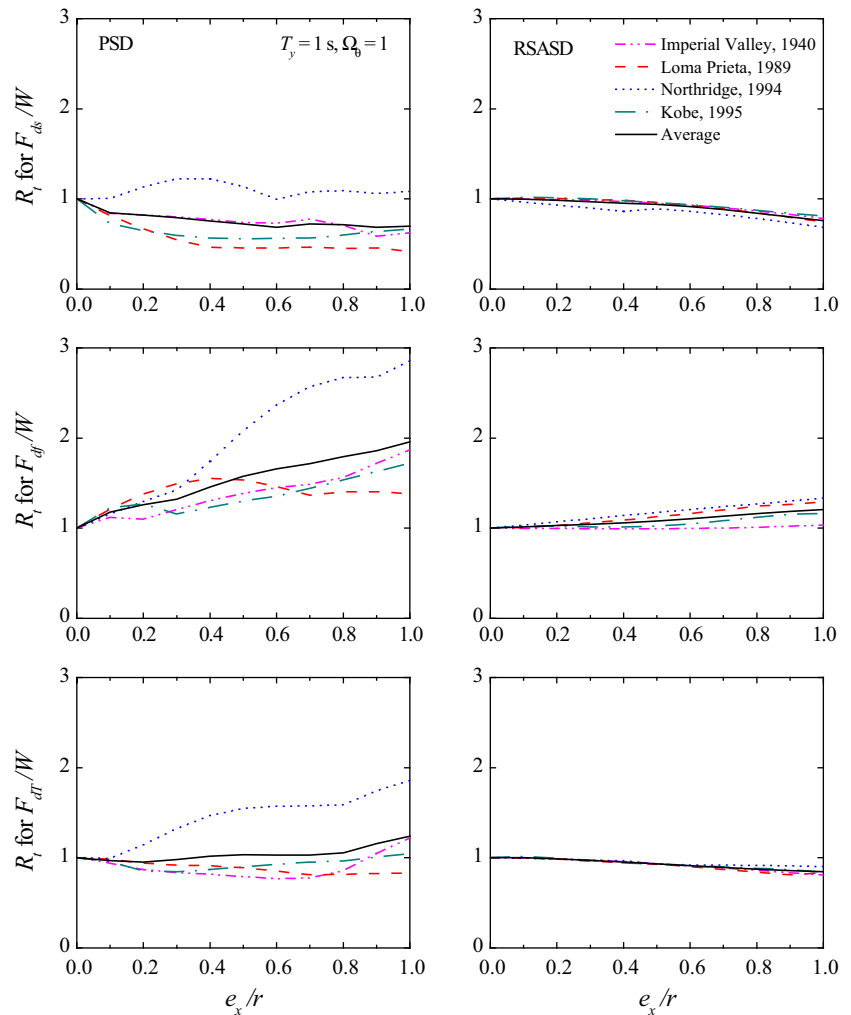 PSD
T_y = 1 s, Ω_θ = 1
3
2
1
0
R_t for F_ds /W
0.0 0.2 0.4 0.6 0.8 1.0
RSASD
Imperial Valley, 1940
Loma Prieta, 1989
Northridge, 1994
Kobe, 1995
Average
3
2
1
0
0.0 0.2 0.4 0.6 0.8 1.0
3
2
1
0
R_t for F_df /W
0.0 0.2 0.4 0.6 0.8 1.0
3
2
1
0
0.0 0.2 0.4 0.6 0.8 1.0
3
2
1
0
R_t for F_dT /W
0.0 0.2 0.4 0.6 0.8 1.0
e_x /r
3
2
1
0
0.0 0.2 0.4 0.6 0.8 1.0
e_x /r